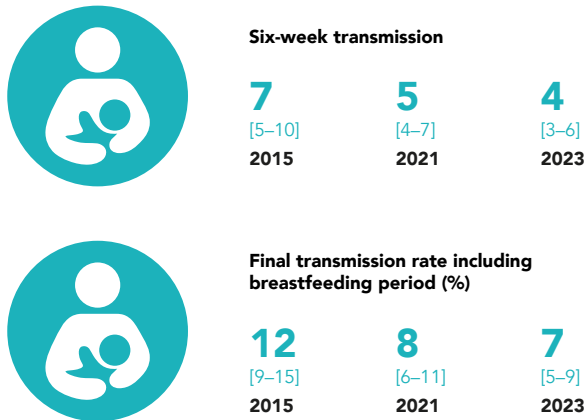 Six-week transmission
7 5 4
[5–10] [4–7] [3–6]
2015 2021 2023
Final transmission rate including
breastfeeding period (%)
12 8 7
[9–15] [6–11] [5–9]
2015 2021 2023